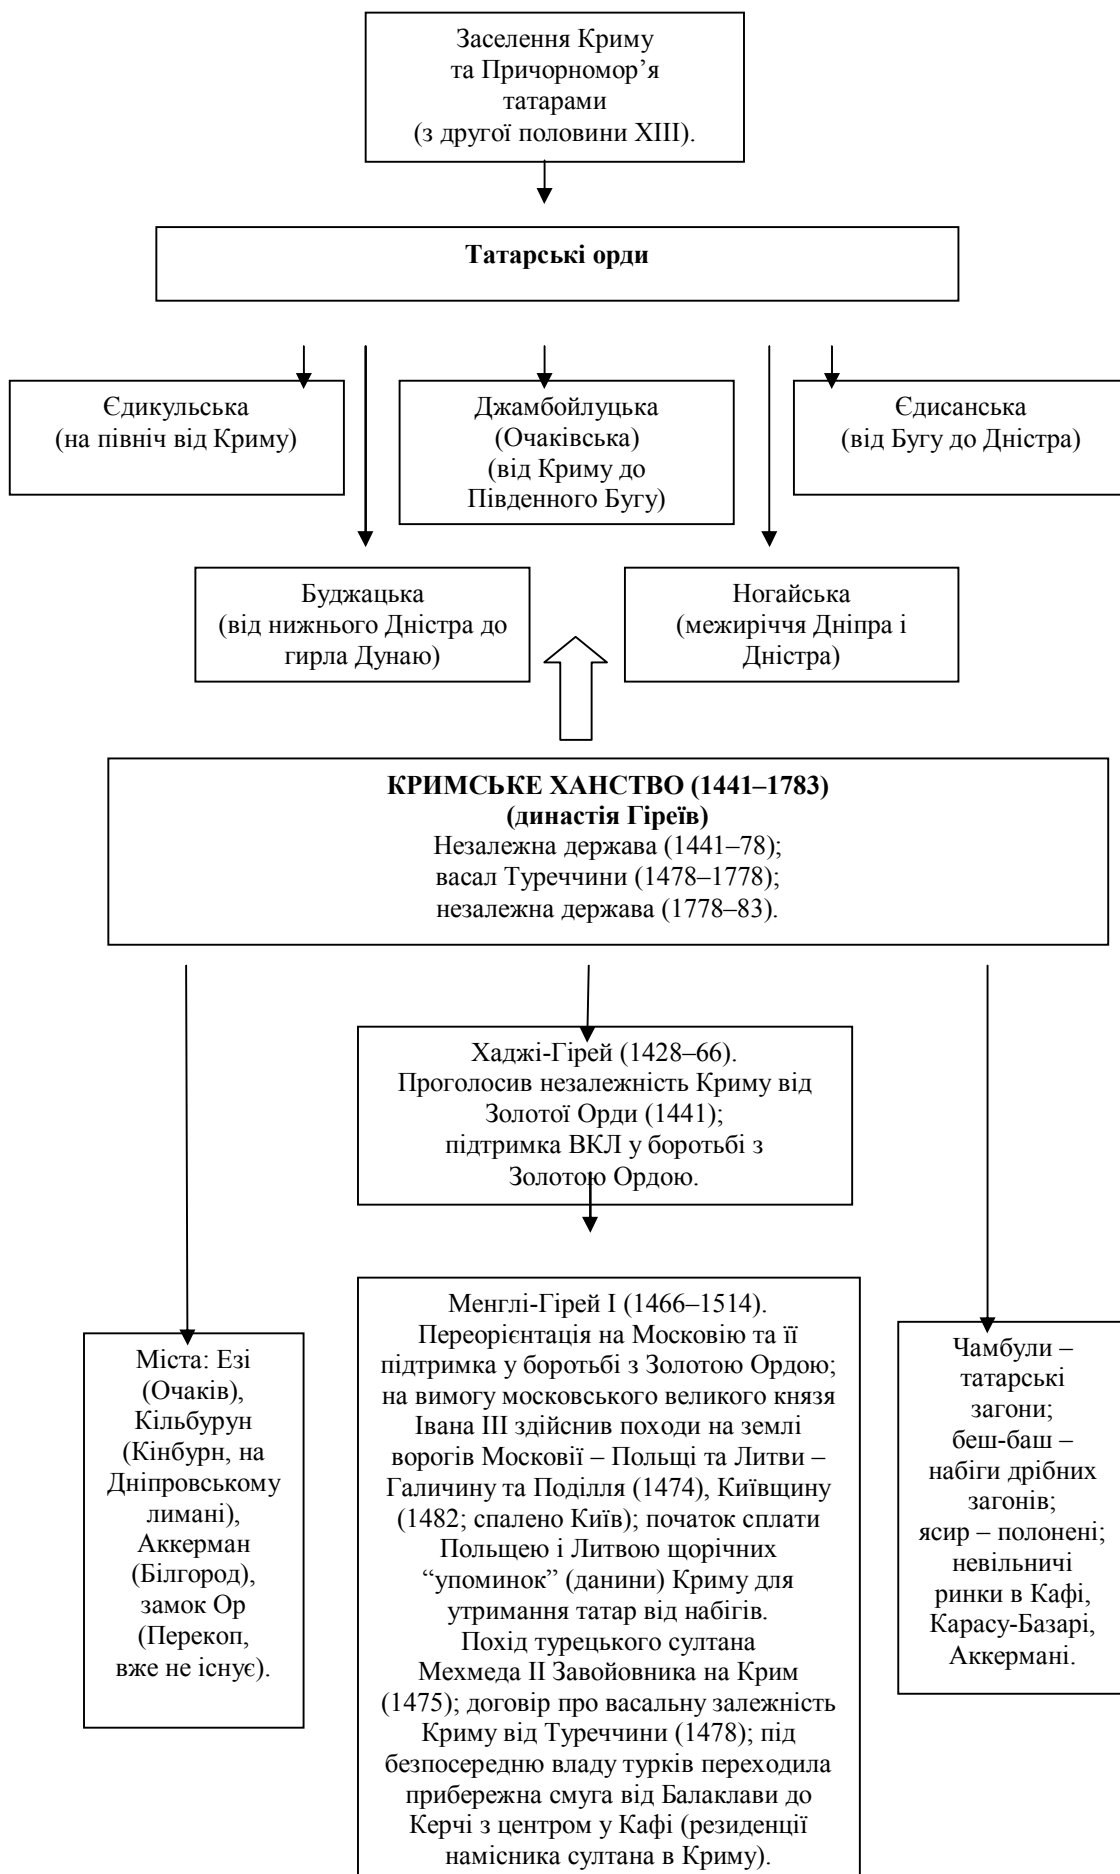 Заселення Криму
та Причорномор’я
татарами
(з другої половини XIII).
Татарські орди
Єдикульська
(на північ від Криму)
Джамбойлуцька
(Очаківська)
(від Криму до
Південного Бугу)
Єдисанська
(від Бугу до Дністра)
Буджацька
(від нижнього Дністра до
гирла Дунаю)
Ногайська
(межиріччя Дніпра і
Дністра)
КРИМСЬКЕ ХАНСТВО (1441–1783)
(династія Гіреїв)
Незалежна держава (1441–78);
васал Туреччини (1478–1778);
незалежна держава (1778–83).
Хаджі-Гірей (1428–66).
Проголосив незалежність Криму від
Золотої Орди (1441);
підтримка ВКЛ у боротьбі з
Золотою Ордою.
Міста: Езі
(Очаків),
Кільбурун
(Кінбурн, на
Дніпровському
лимані),
Аккерман
(Білгород),
замок Ор
(Перекоп,
вже не існує).
Менглі-Гірей I (1466–1514).
Переорієнтація на Московію та її
підтримка у боротьбі з Золотою Ордою;
на вимогу московського великого князя
Івана III здійснив походи на землі
ворогів Московії – Польщі та Литви –
Галичину та Поділля (1474), Київщину
(1482; спалено Київ); початок сплати
Польщею і Литвою щорічних
“упоминок” (данини) Криму для
утримання татар від набігів.
Похід турецького султана
Мехмеда II Завойовника на Крим
(1475); договір про васальну залежність
Криму від Туреччини (1478); під
безпосередню владу турків переходила
прибережна смуга від Балаклави до
Керчі з центром у Кафі (резиденції
намісника султана в Криму).
Чамбули –
татарські
загони;
беш-баш –
набіги дрібних
загонів;
ясир – полонені;
невільничі
ринки в Кафі,
Карасу-Базарі,
Аккермані.